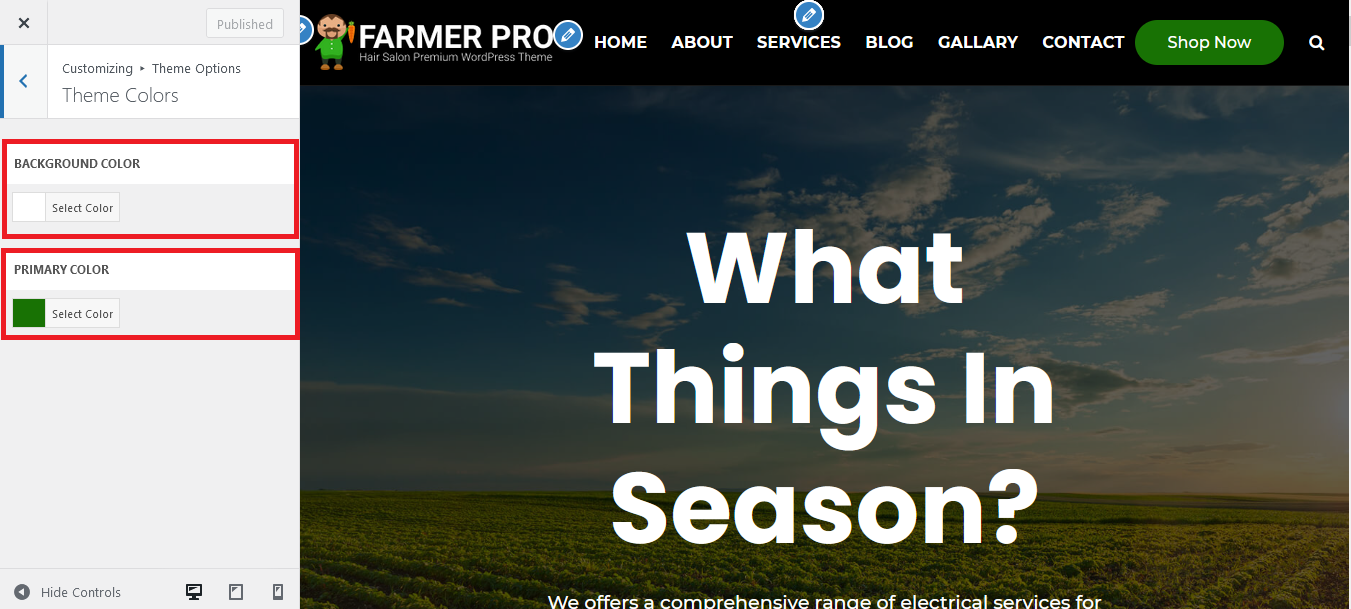 Published
Customizing ▸ Theme Options
Theme Colors
BACKGROUND COLOR
Select Color
PRIMARY COLOR
Select Color
Hide Controls
FARMER PRO
Hair Salon Premium WordPress Theme
HOME ABOUT SERVICES BLOG GALLARY CONTACT Shop Now
What
Things In
Season?
We offers a comprehensive range of electrical services for